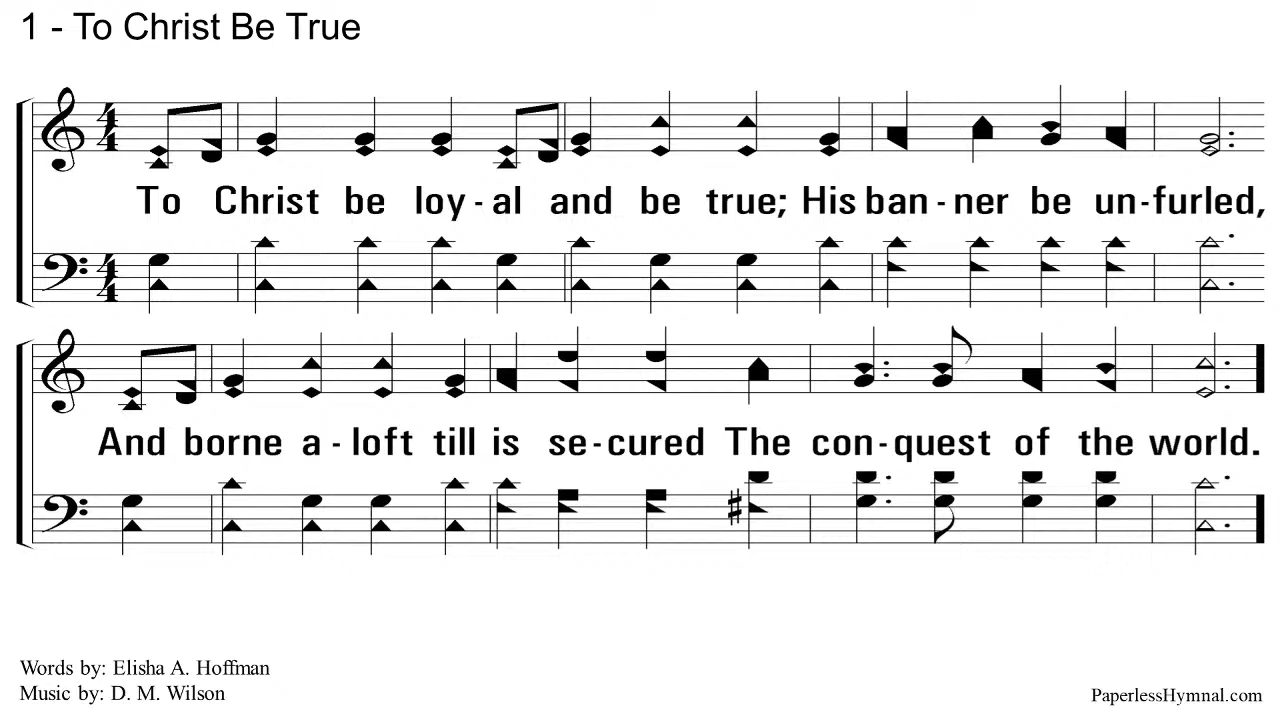 1 - To Christ Be True
To Christ be loy - al and be true; His ban - ner be un - furled,
And borne a - loft till is se - cured The con - quest of the world.
Words by: Elisha A. Hoffman
Music by: D. M. Wilson
PaperlessHymnal.com